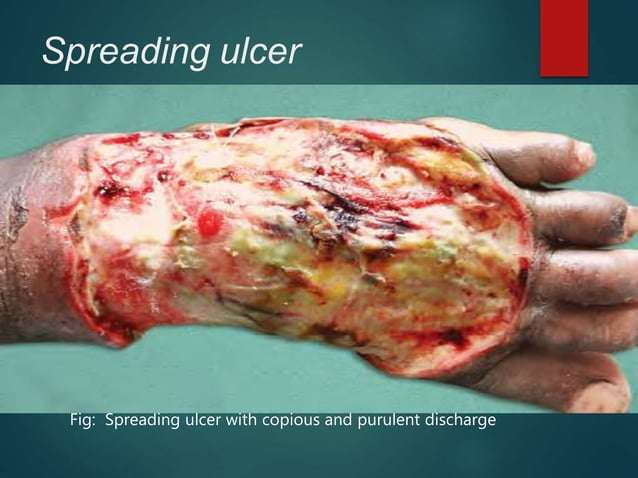 Spreading ulcer
Fig: Spreading ulcer with copious and purulent discharge